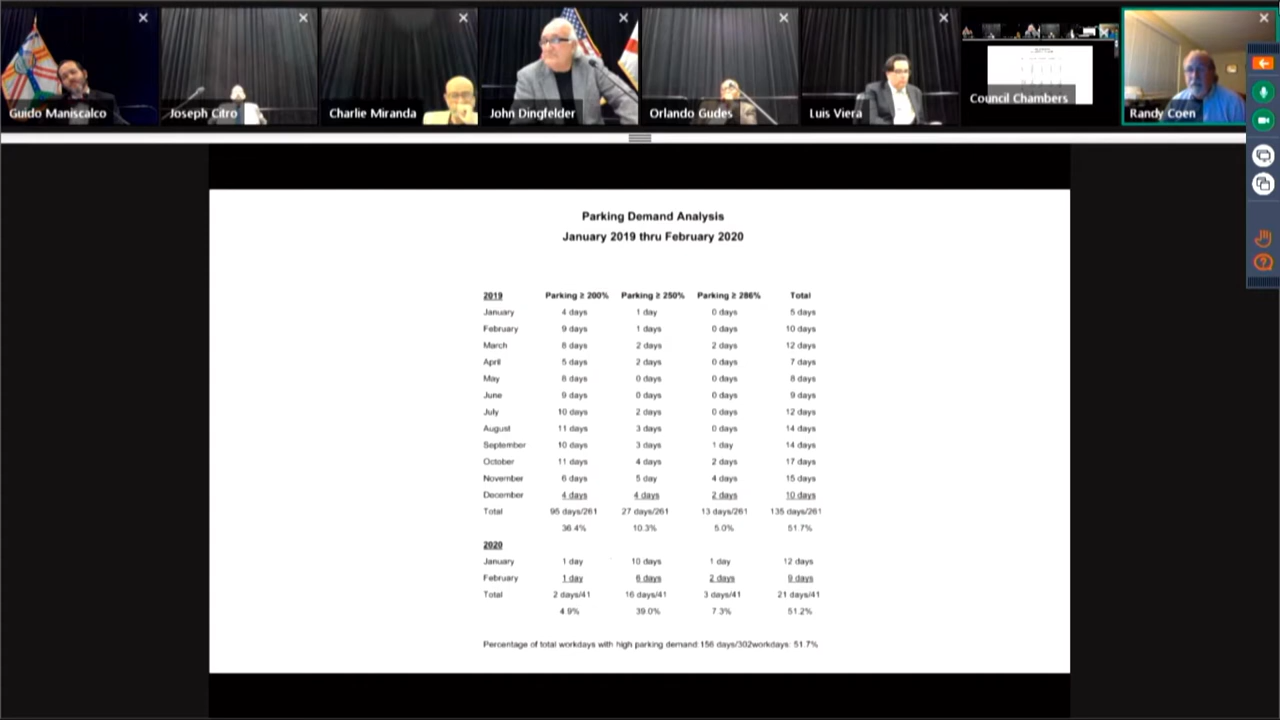 Guido Maniscalco
Joseph Citro
Charlie Miranda
John Dingfelder
Orlando Gudes
Luis Viera
Council Chambers
Randy Coen
Parking Demand Analysis
January 2019 thru February 2020
2019 Parking ≥ 200% Parking ≥ 250% Parking ≥ 286% Total
January 4 days 1 day 0 days 5 days
February 9 days 1 days 0 days 10 days
March 8 days 2 days 2 days 12 days
April 5 days 2 days 0 days 7 days
May 8 days 0 days 0 days 8 days
June 9 days 0 days 0 days 9 days
July 10 days 2 days 0 days 12 days
August 11 days 3 days 0 days 14 days
September 10 days 3 days 1 day 14 days
October 11 days 4 days 2 days 17 days
November 6 days 5 day 4 days 15 days
December 4 days 4 days 2 days 10 days
Total 95 days/261 27 days/261 13 days/261 135 days/261
36.4% 10.3% 5.0% 51.7%
2020
January 1 day 10 days 1 day 12 days
February 1 day 6 days 2 days 9 days
Total 2 days/41 16 days/41 3 days/41 21 days/41
4.9% 39.0% 7.3% 51.2%
Percentage of total workdays with high parking demand: 156 days/302workdays: 51.7%